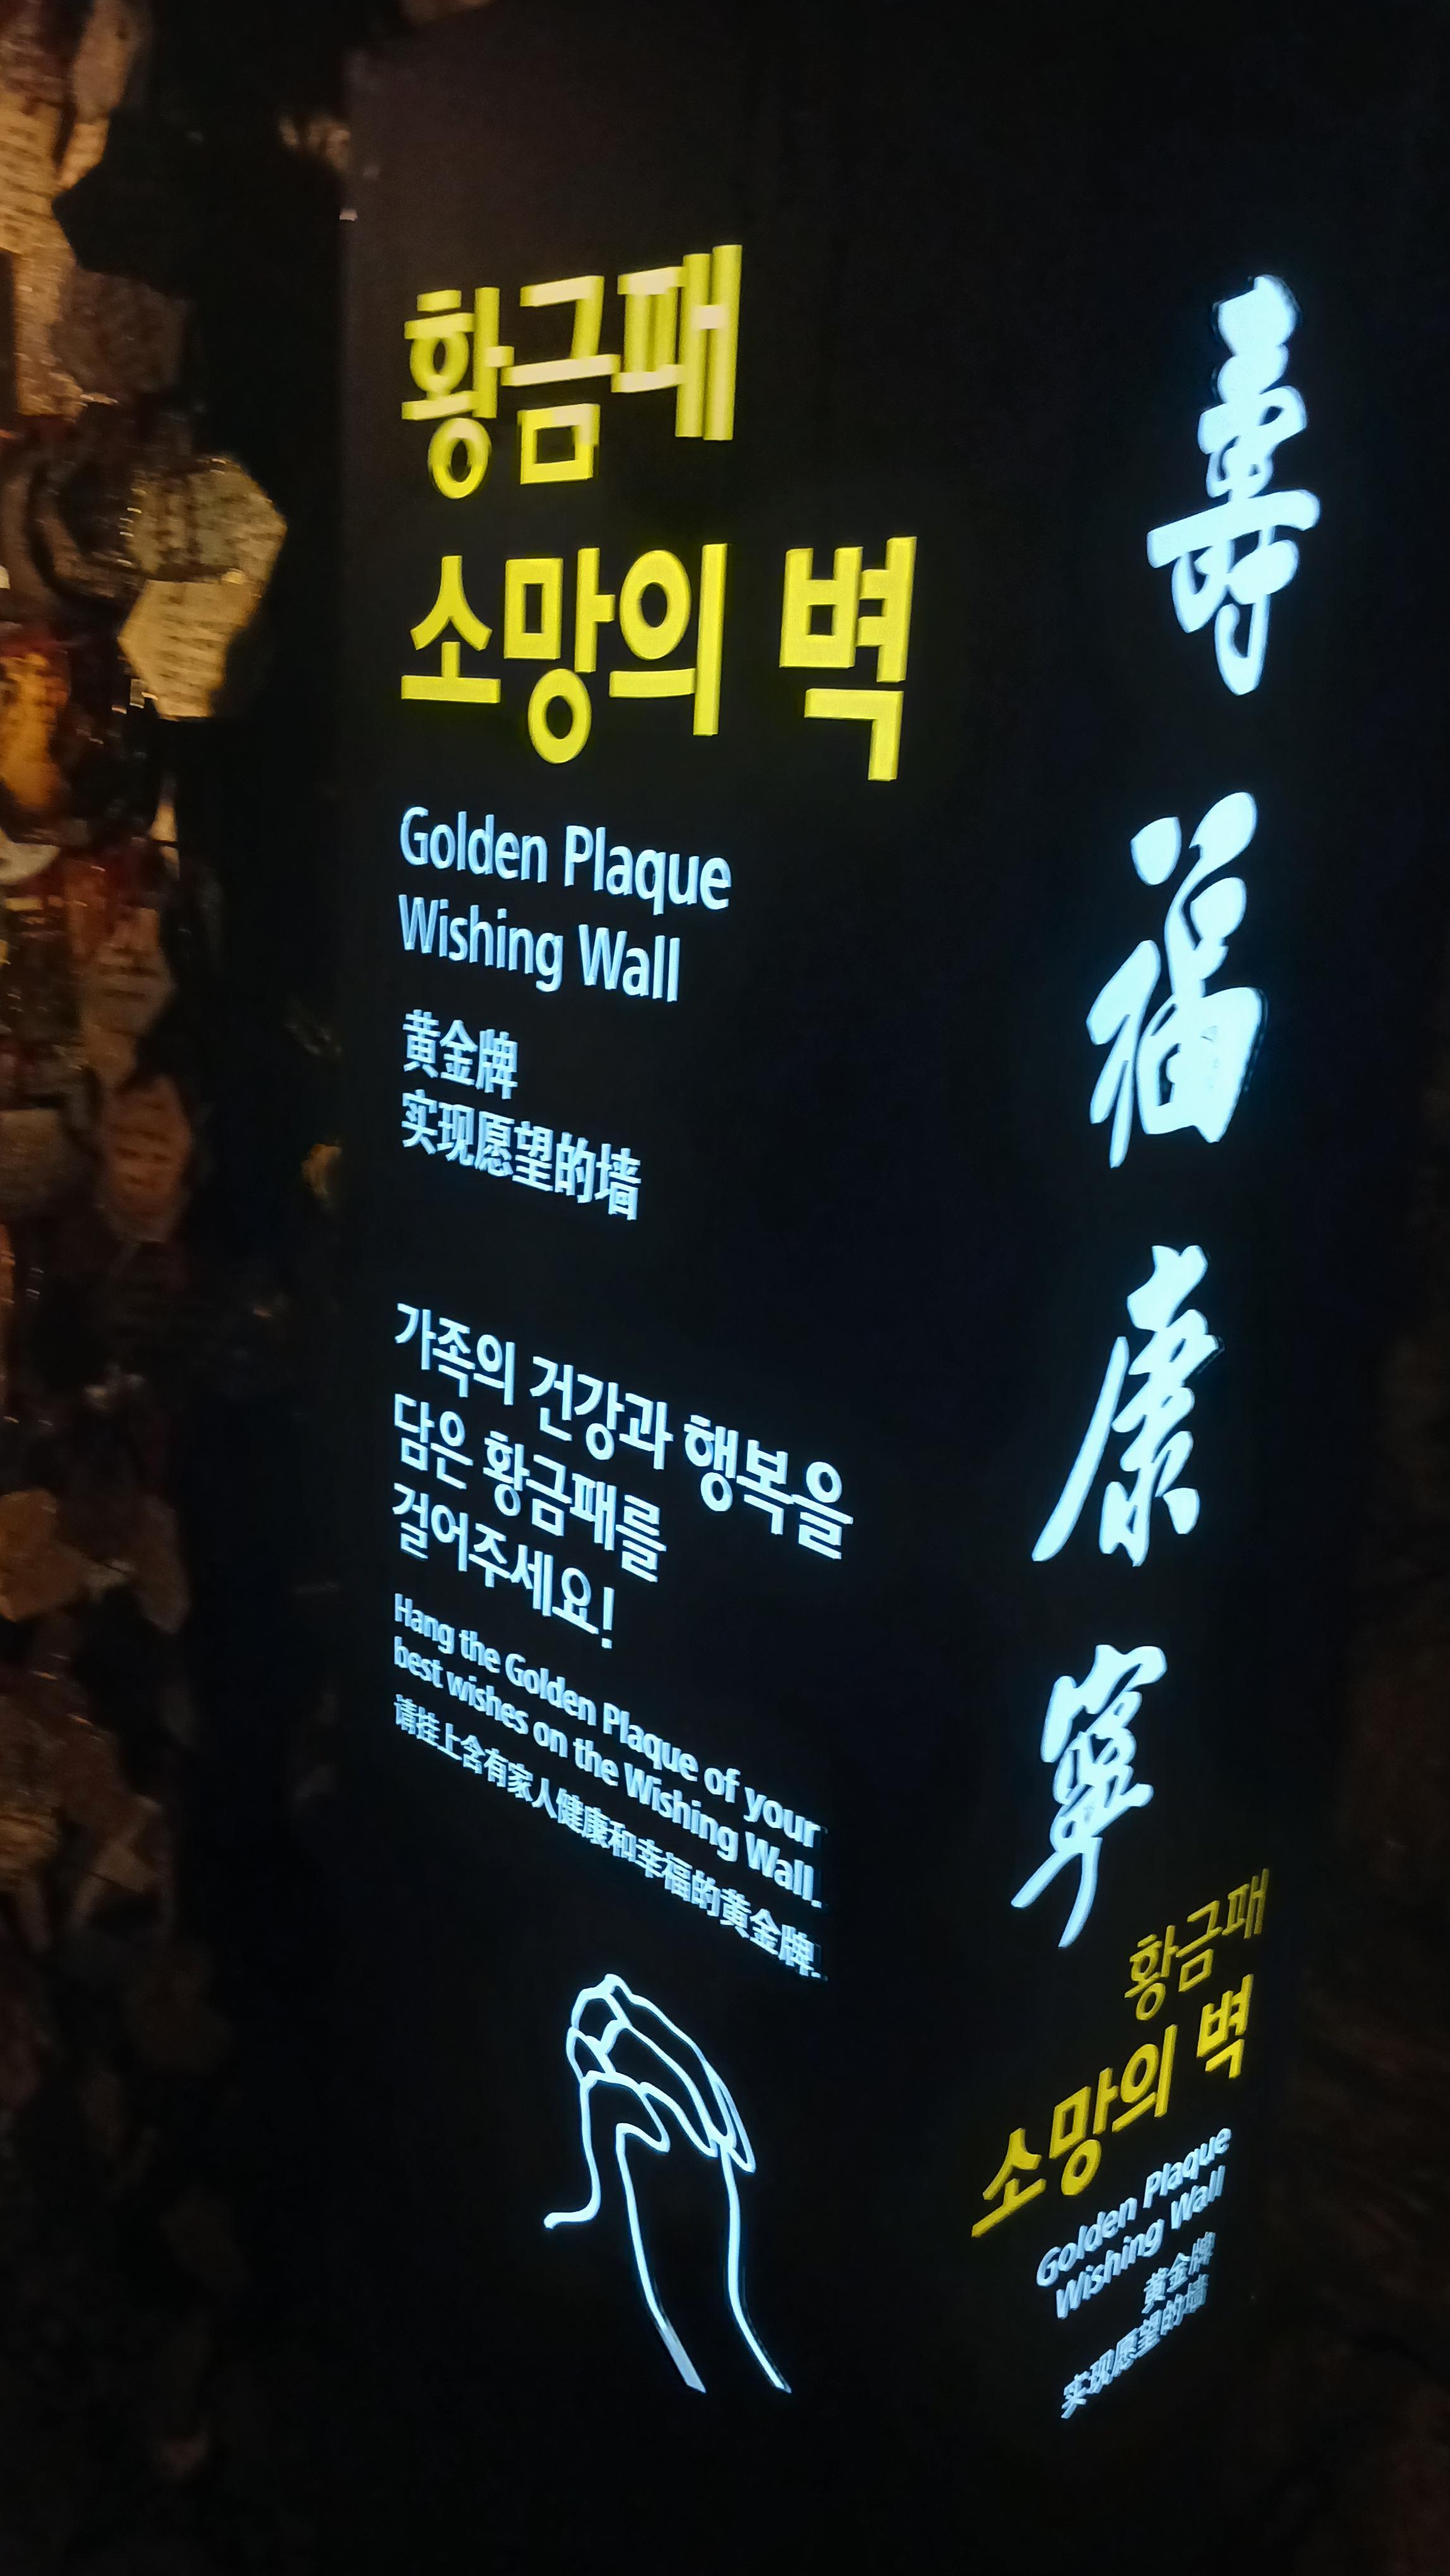 황금패
소망의 벽
Golden Plaque
Wishing Wall
黄金牌
实现愿望的墙
가족의 건강과 행복을
담은 황금패를
걸어주세요!
Hang the Golden Plaque of your
best wishes on the Wishing Wall.
请挂上含有家人健康和幸福的黄金牌.
壽
福
康
寧
황금패
소망의 벽
Golden Plaque
Wishing Wall
黄金牌
实现愿望的墙